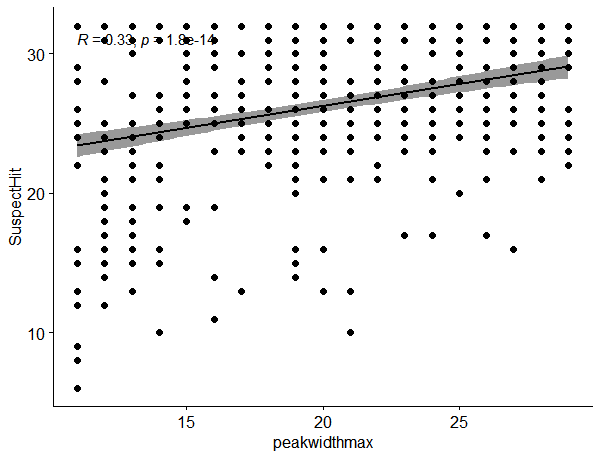 R = 0.33, p = 1.8e-14
30
20
10
SuspectHit
15 20 25
peakwidthmax